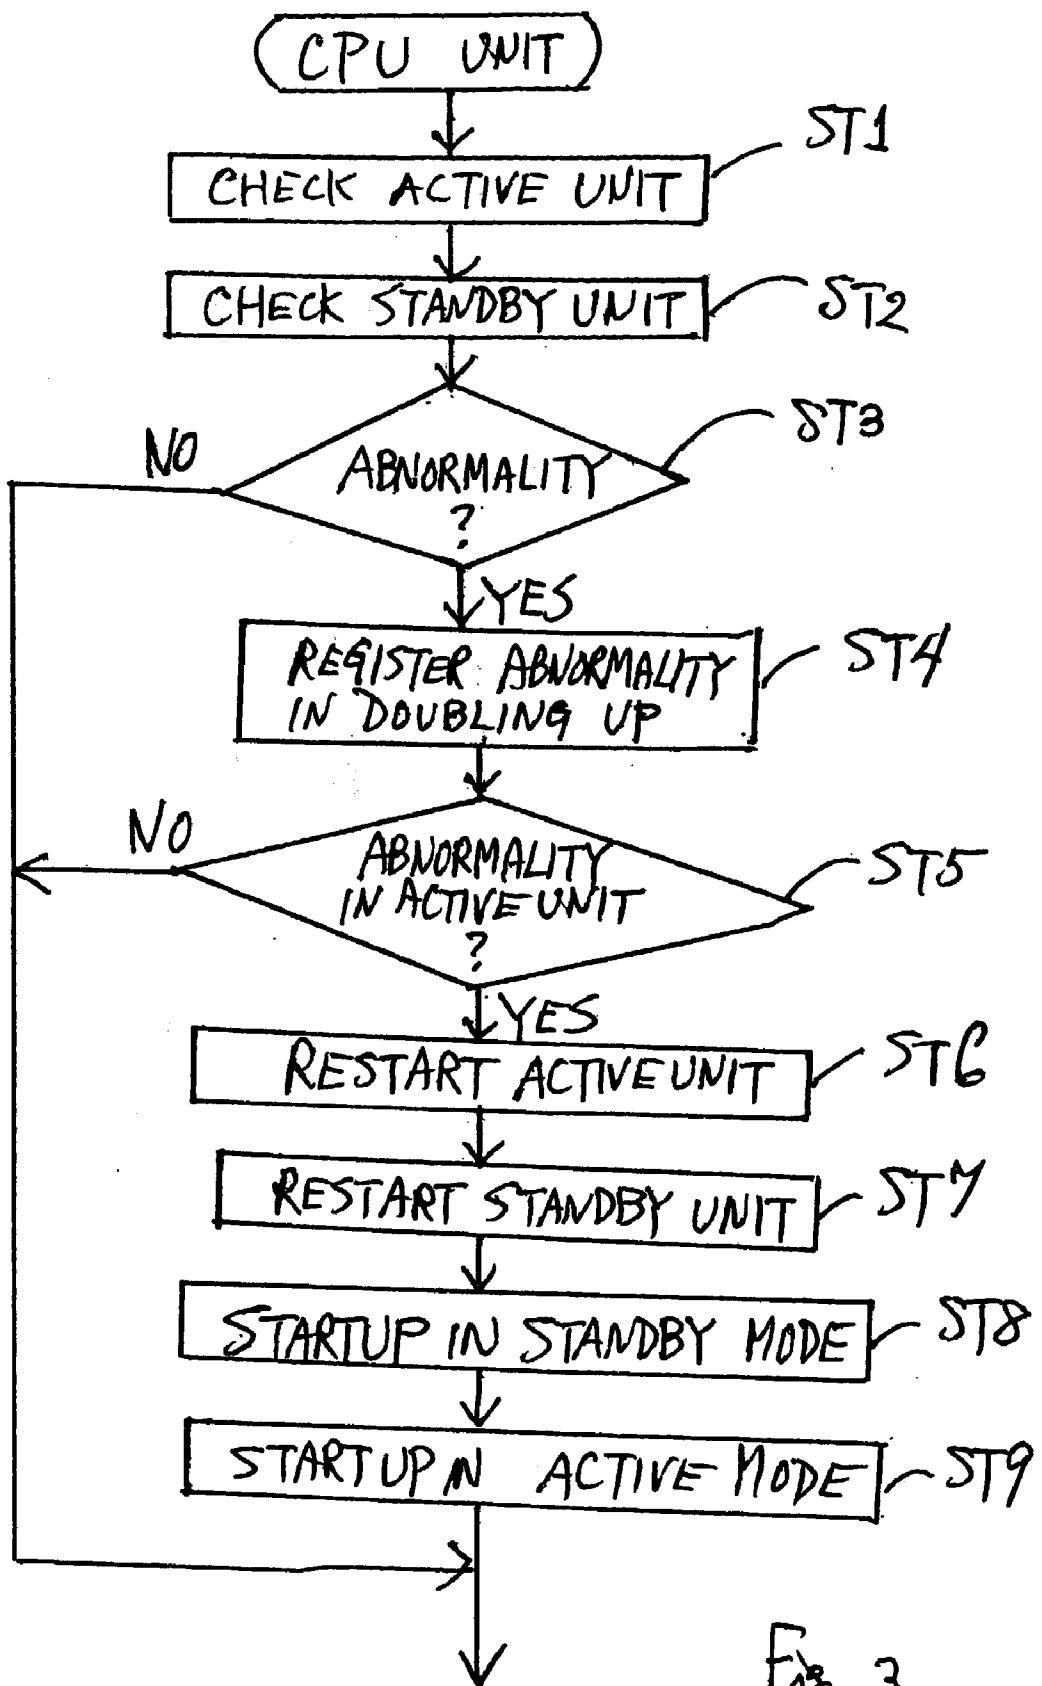 CPU UNIT
ST1
CHECK ACTIVE UNIT
CHECK STANDBY UNIT
ST2
ST3
NO
ABNORMALITY
?
YES
REGISTER ABNORMALITY
IN DOUBLING UP
ST4
NO
ABNORMALITY
IN ACTIVE UNIT
?
ST5
YES
RESTART ACTIVE UNIT
ST6
RESTART STANDBY UNIT
ST7
STARTUP IN STANDBY MODE
ST8
STARTUP IN ACTIVE MODE
ST9
Fig. 3